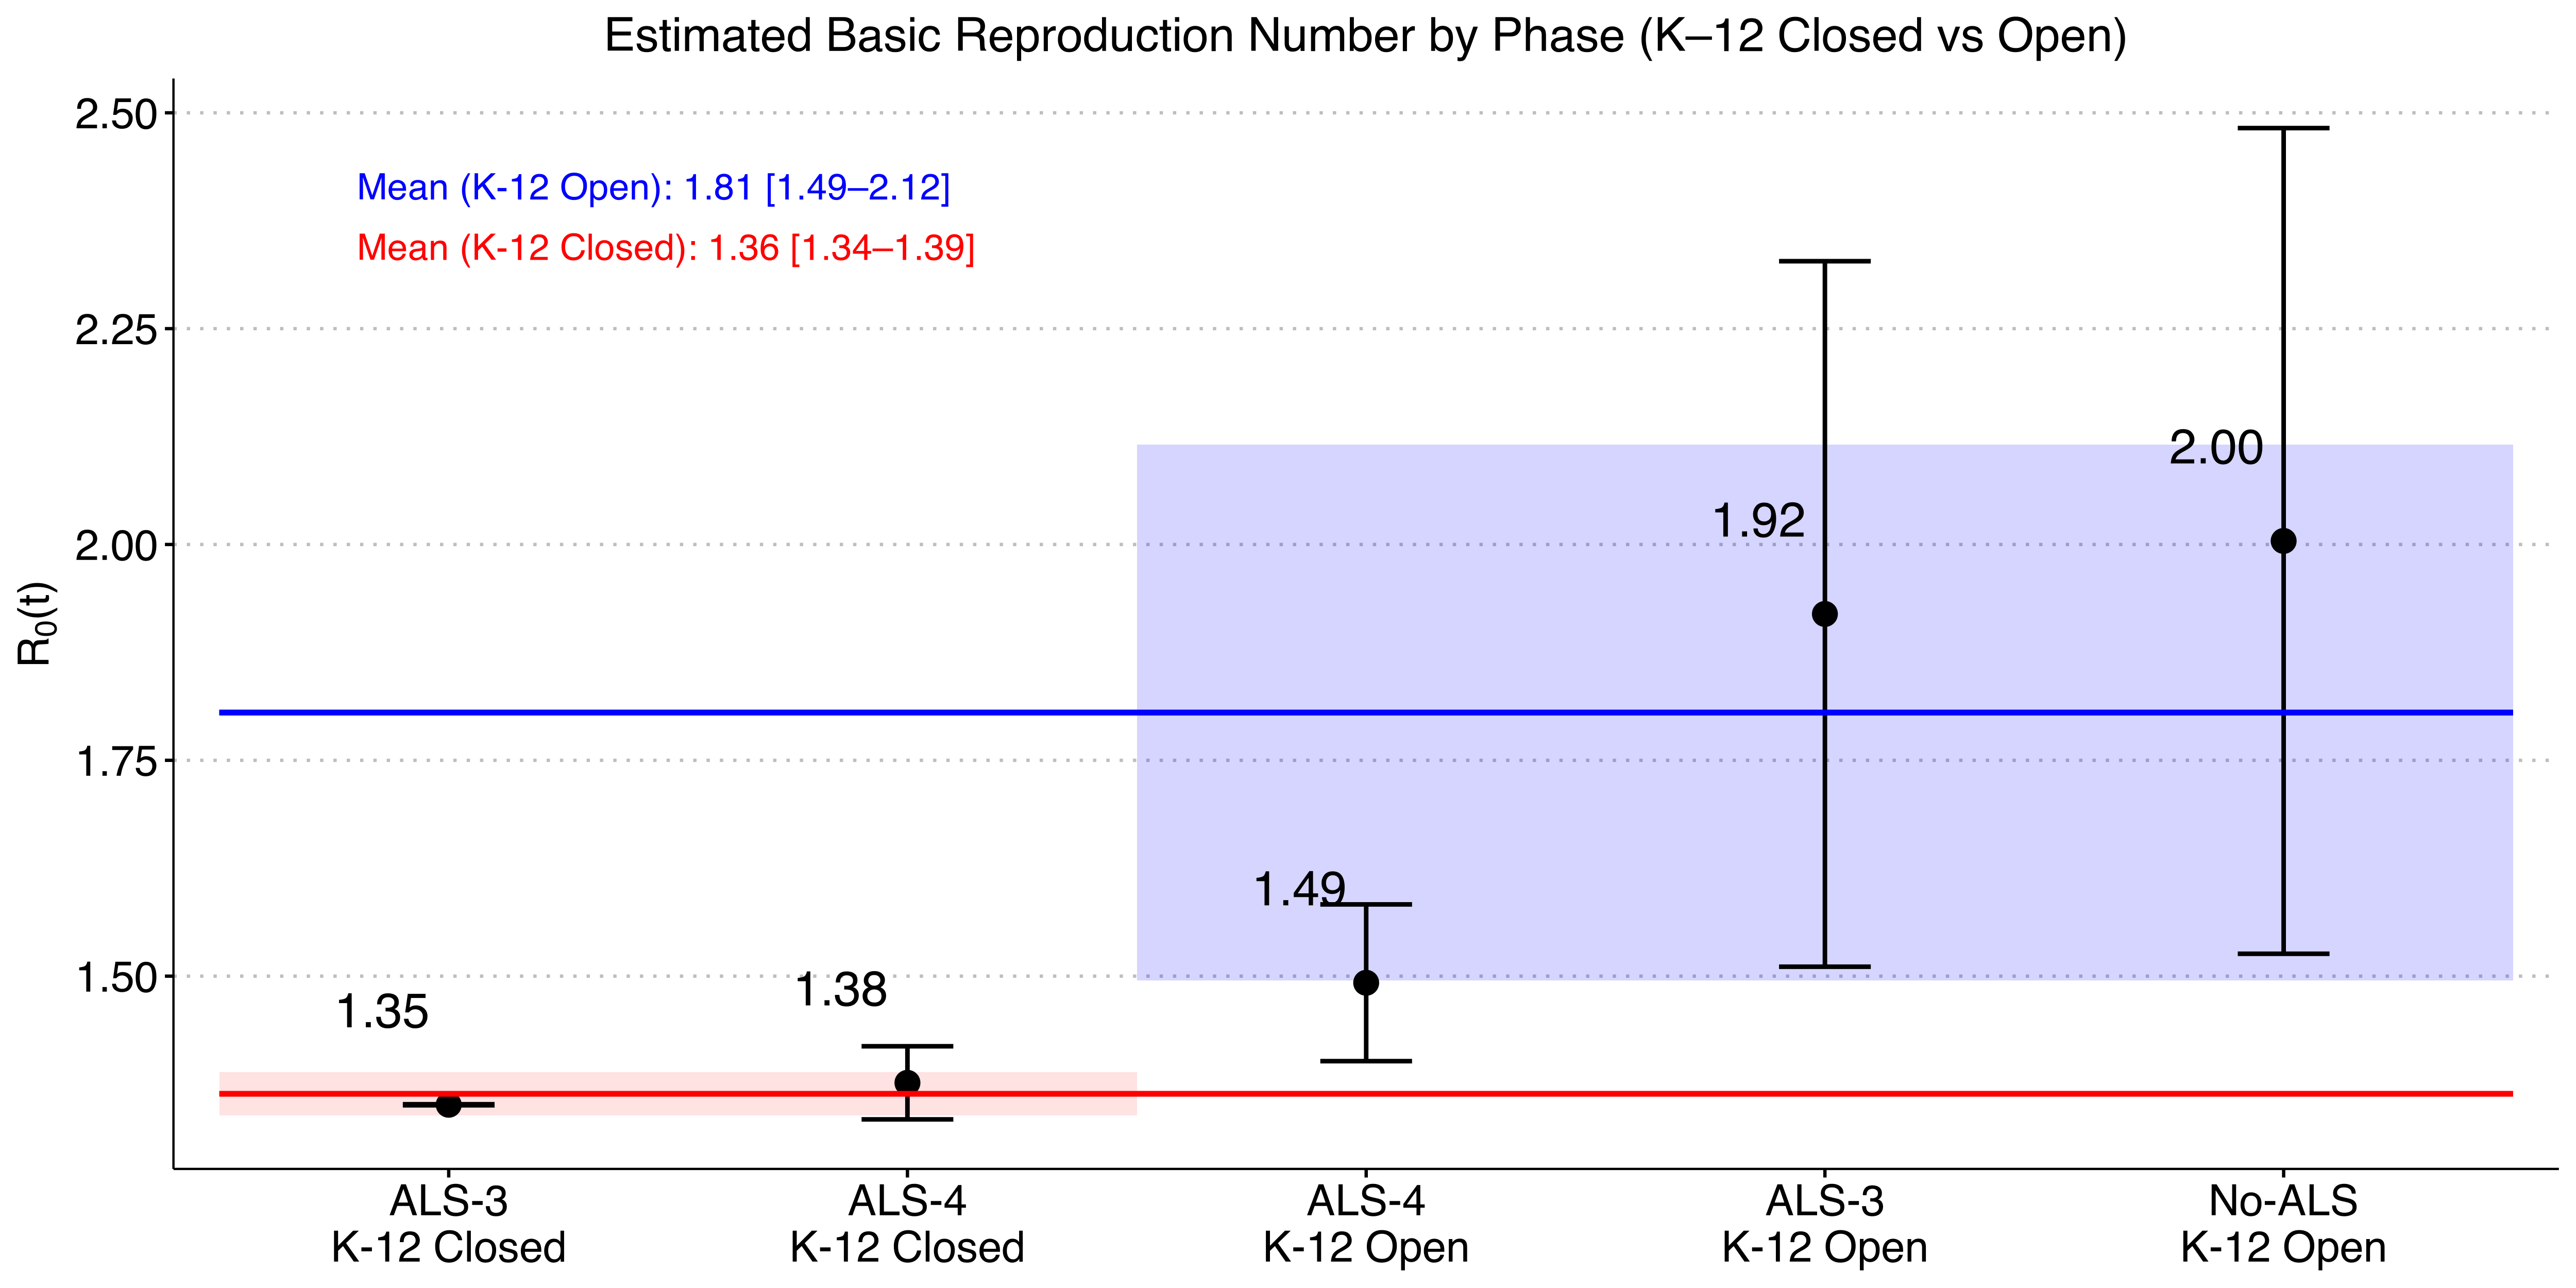 Estimated Basic Reproduction Number by Phase (K–12 Closed vs Open)
R₀(t)
2.50
2.25
2.00
1.75
1.50
Mean (K-12 Open): 1.81 [1.49–2.12]
Mean (K-12 Closed): 1.36 [1.34–1.39]
1.35
1.38
1.49
1.92
2.00
ALS-3
K-12 Closed
ALS-4
K-12 Closed
ALS-4
K-12 Open
ALS-3
K-12 Open
No-ALS
K-12 Open